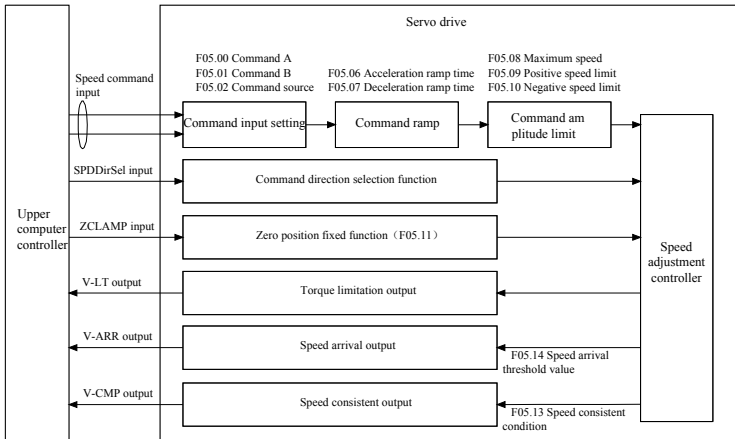 Servo drive
F05.00 Command A
F05.01 Command B
F05.02 Command source
F05.06 Acceleration ramp time
F05.07 Deceleration ramp time
F05.08 Maximum speed
F05.09 Positive speed limit
F05.10 Negative speed limit
Speed command
input
Command input setting
Command ramp
Command am
plitude limit
SPDDirSel input
Command direction selection function
Upper
computer
controller
ZCLAMP input
Zero position fixed function（F05.11）
Speed
adjustment
controller
V-LT output
Torque limitation output
V-ARR output
Speed arrival output
F05.14 Speed arrival
threshold value
V-CMP output
Speed consistent output
F05.13 Speed consistent
condition